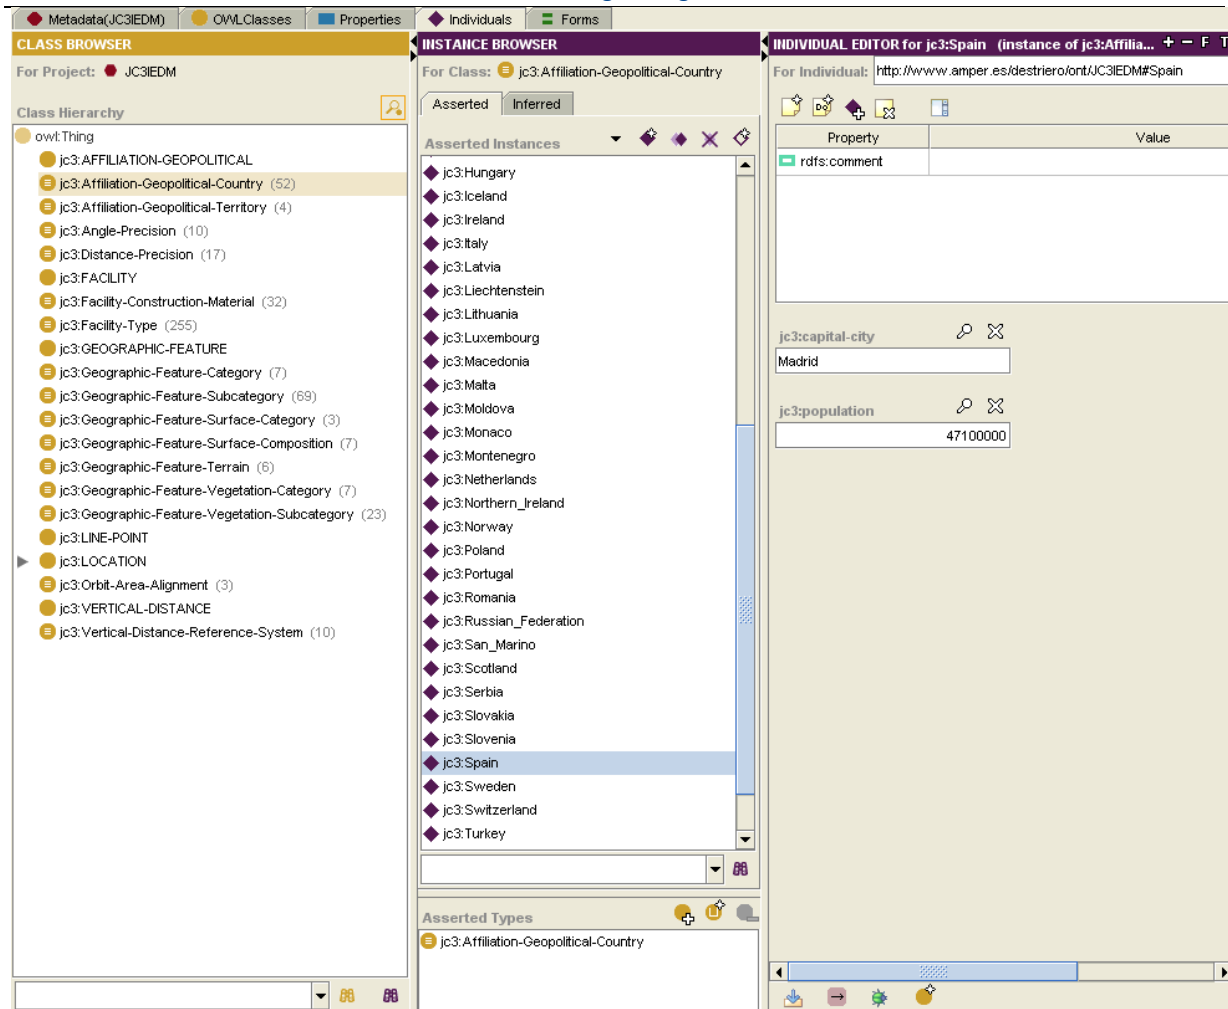 Metadata(JC3IEDM) OWLClasses Properties Individuals Forms
CLASS BROWSER
For Project: JC3IEDM
Class Hierarchy
owl:Thing
jc3:AFFILIATION-GEOPOLITICAL
jc3:Affiliation-Geopolitical-Country (52)
jc3:Affiliation-Geopolitical-Territory (4)
jc3:Angle-Precision (10)
jc3:Distance-Precision (17)
jc3:FACILITY
jc3:Facility-Construction-Material (32)
jc3:Facility-Type (255)
jc3:GEOGRAPHIC-FEATURE
jc3:Geographic-Feature-Category (7)
jc3:Geographic-Feature-Subcategory (69)
jc3:Geographic-Feature-Surface-Category (3)
jc3:Geographic-Feature-Surface-Composition (7)
jc3:Geographic-Feature-Terrain (6)
jc3:Geographic-Feature-Vegetation-Category (7)
jc3:Geographic-Feature-Vegetation-Subcategory (23)
jc3:LINE-POINT
jc3:LOCATION
jc3:Orbit-Area-Alignment (3)
jc3:VERTICAL-DISTANCE
jc3:Vertical-Distance-Reference-System (10)
INSTANCE BROWSER
For Class: jc3:Affiliation-Geopolitical-Country
Asserted Inferred
Asserted Instances
jc3:Hungary
jc3:Iceland
jc3:Ireland
jc3:Italy
jc3:Latvia
jc3:Liechtenstein
jc3:Lithuania
jc3:Luxembourg
jc3:Macedonia
jc3:Malta
jc3:Moldova
jc3:Monaco
jc3:Montenegro
jc3:Netherlands
jc3:Northern_Ireland
jc3:Norway
jc3:Poland
jc3:Portugal
jc3:Romania
jc3:Russian_Federation
jc3:San_Marino
jc3:Scotland
jc3:Serbia
jc3:Slovakia
jc3:Slovenia
jc3:Spain
jc3:Sweden
jc3:Switzerland
jc3:Turkey
Asserted Types
jc3:Affiliation-Geopolitical-Country
INDIVIDUAL EDITOR for jc3:Spain (instance of jc3:Affilia... + − F T
For Individual: http://www.amper.es/destriero/ont/JC3IEDM#Spain
Property Value
rdfs:comment
jc3:capital-city
Madrid
jc3:population
47100000